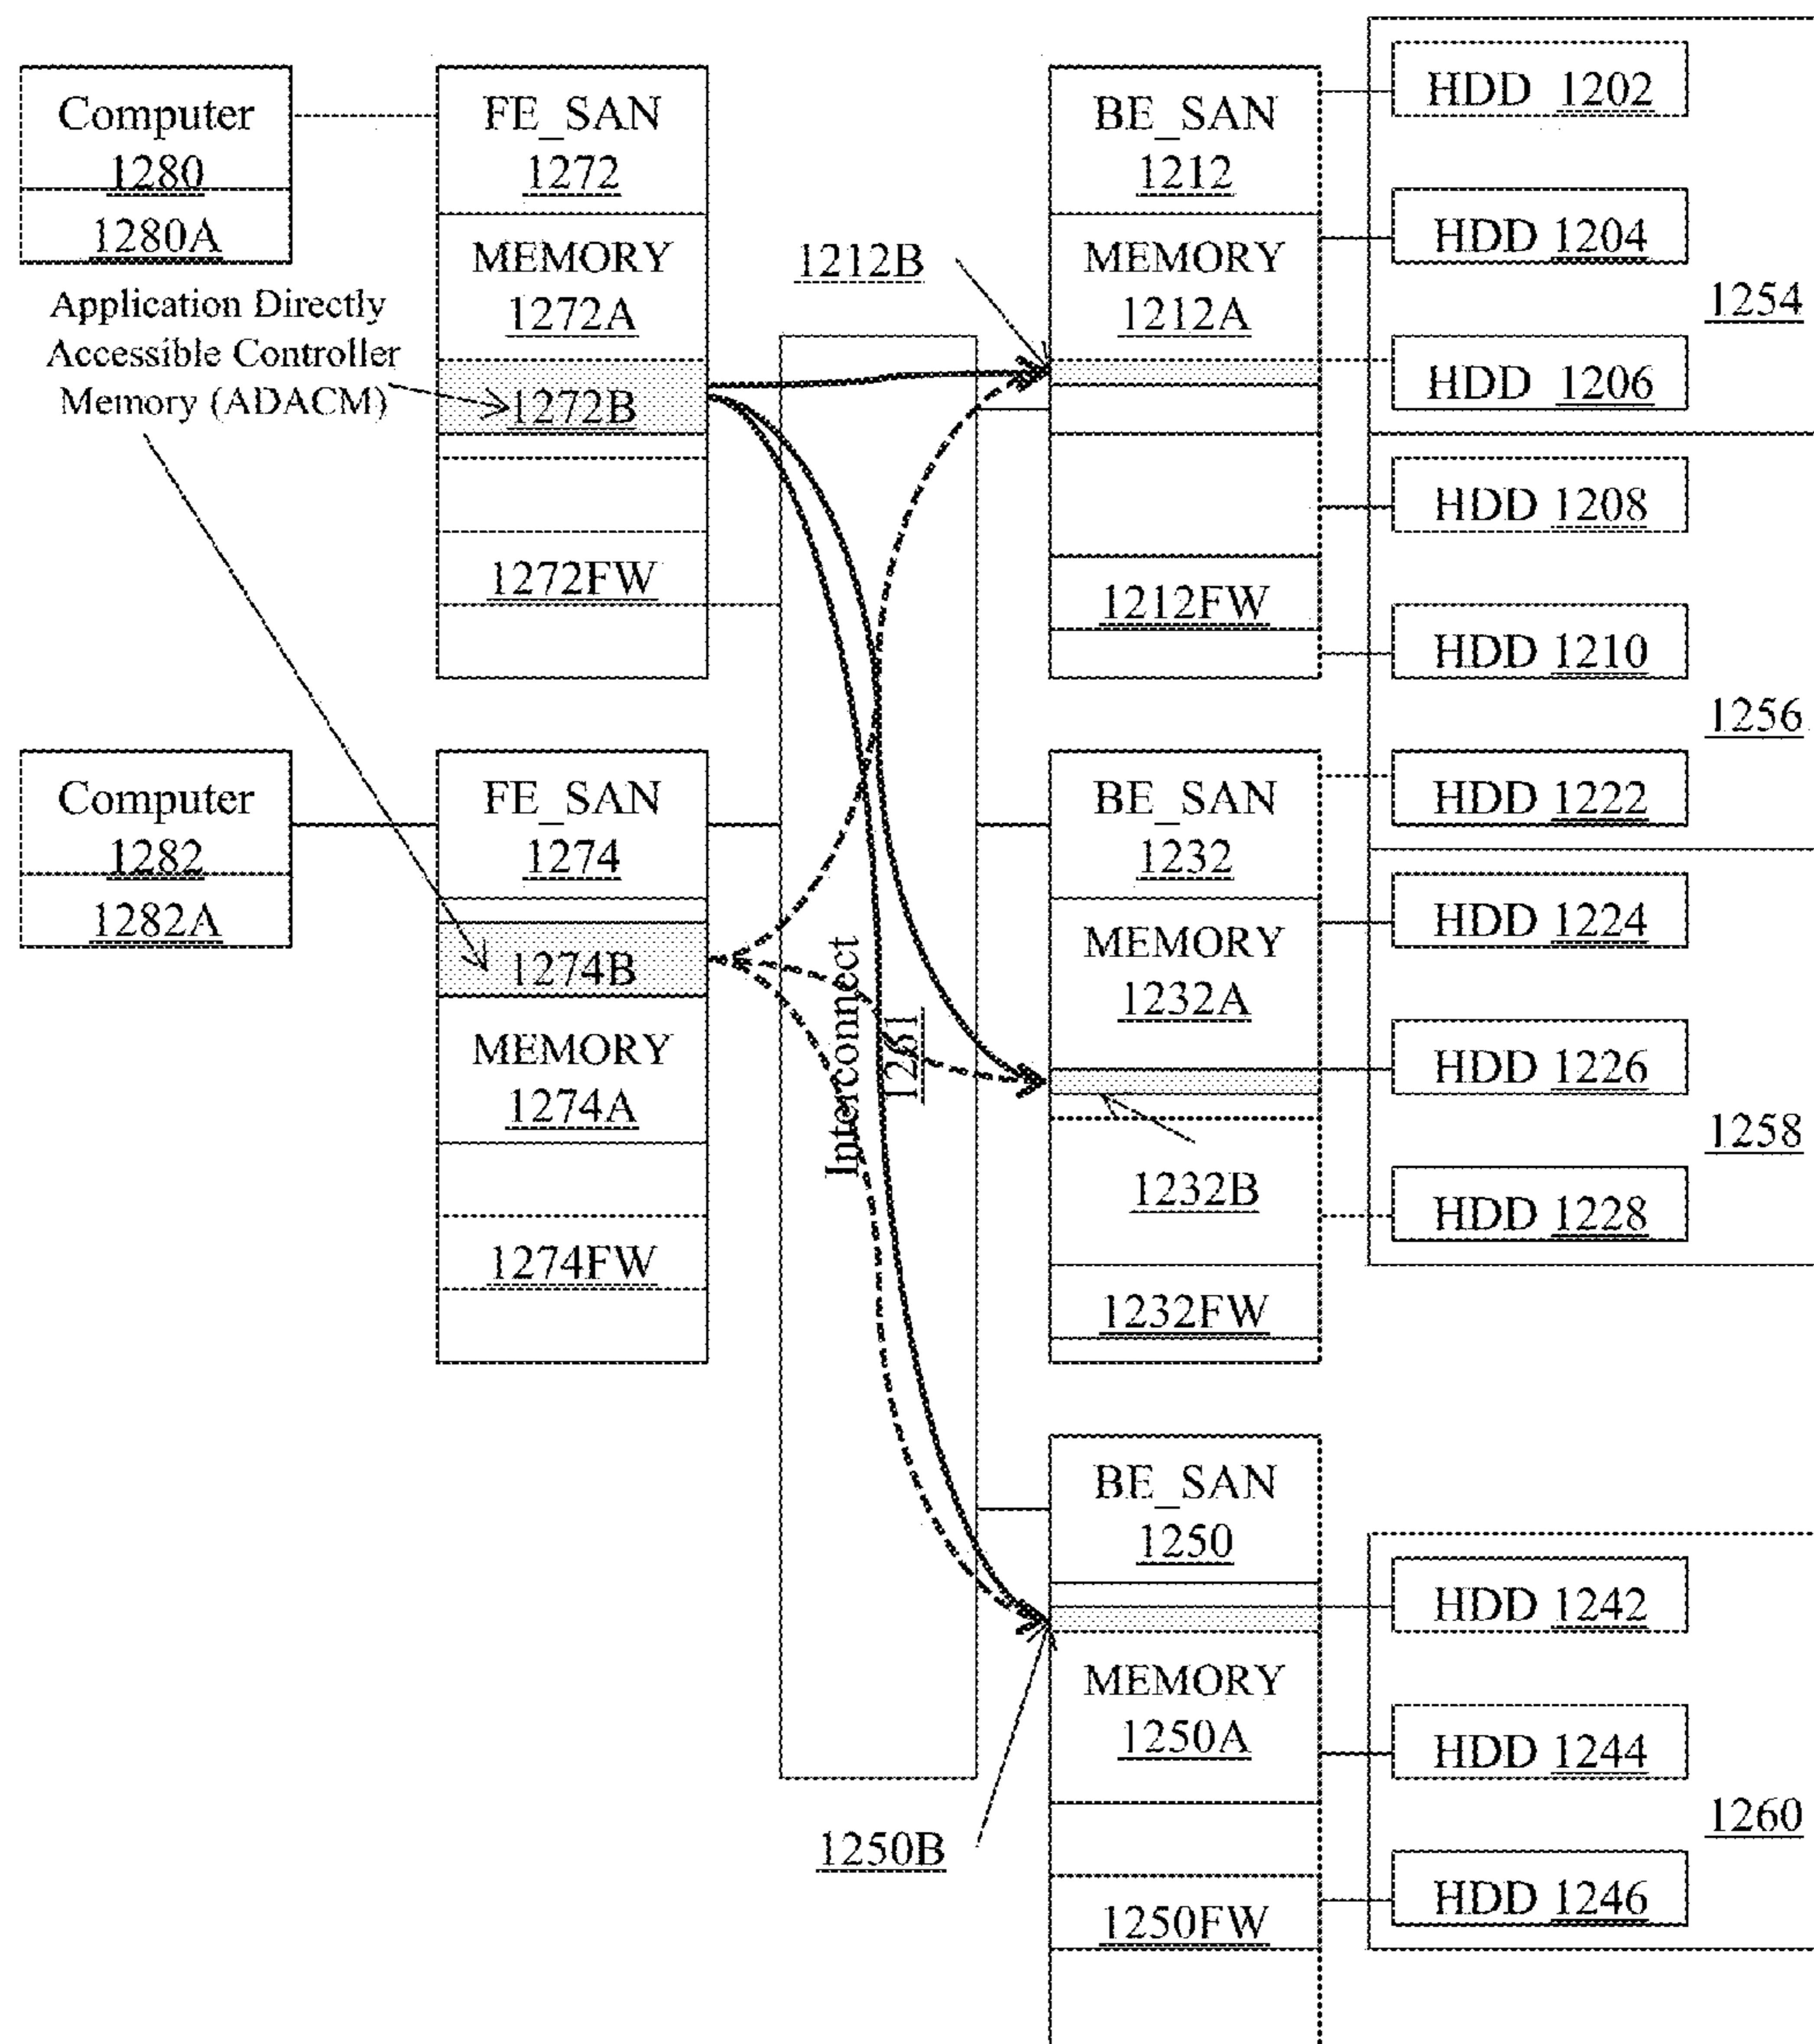 Computer
1280
1280A
Application Directly
Accessible Controller
Memory (ADACM)
FE_SAN
1272
MEMORY
1272A
1272B
1272FW
Computer
1282
1282A
FE_SAN
1274
1274B
MEMORY
1274A
1274FW
Interconnect
1261
1212B
BE_SAN
1212
MEMORY
1212A
1212FW
BE_SAN
1232
MEMORY
1232A
1232B
1232FW
BE_SAN
1250
MEMORY
1250A
1250B
1250FW
HDD 1202
HDD 1204
1254
HDD 1206
HDD 1208
HDD 1210
1256
HDD 1222
HDD 1224
HDD 1226
1258
HDD 1228
HDD 1242
HDD 1244
1260
HDD 1246